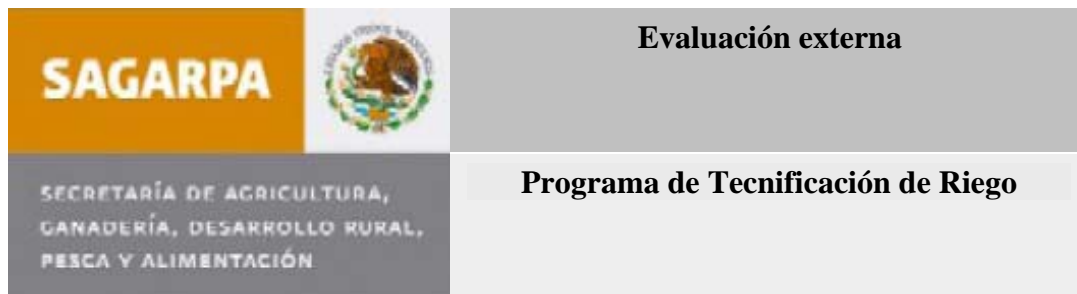 SAGARPA
Evaluación externa
SECRETARÍA DE AGRICULTURA,
GANADERÍA, DESARROLLO RURAL,
PESCA Y ALIMENTACIÓN
Programa de Tecnificación de Riego